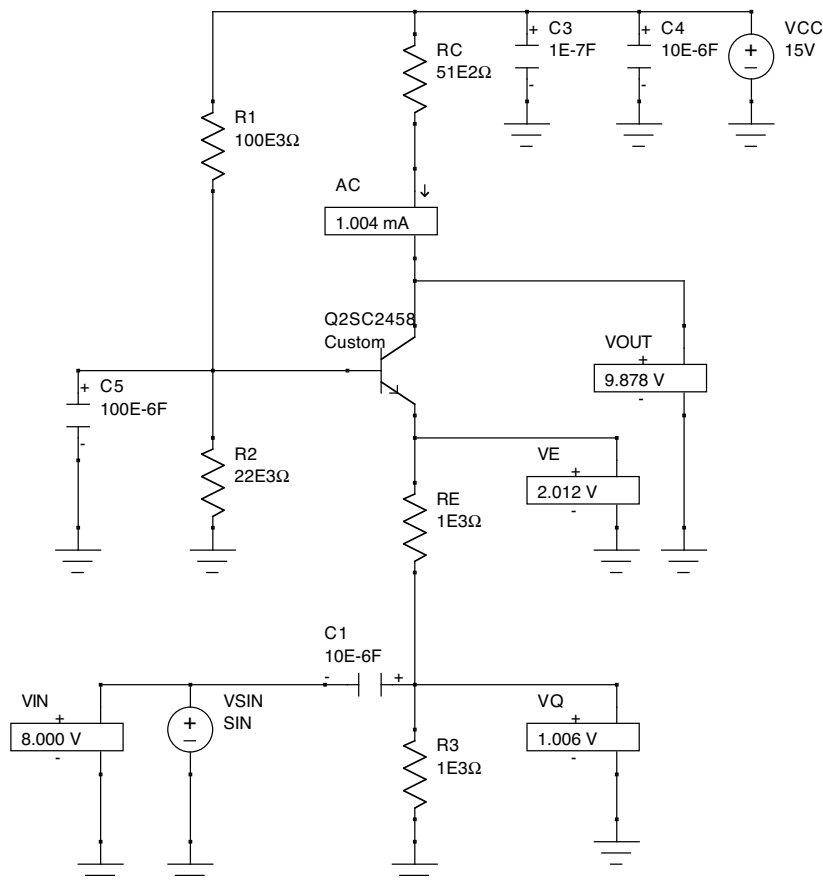 RC
51E2Ω
+ C3
1E-7F
-
+ C4
10E-6F
-
VCC
15V
+
−
R1
100E3Ω
AC
↓
1.004 mA
Q2SC2458
Custom
VOUT
+
9.878 V
-
+ C5
100E-6F
-
R2
22E3Ω
VE
+
2.012 V
-
RE
1E3Ω
C1
10E-6F
- +
VIN
+
8.000 V
-
VSIN
SIN
+
−
R3
1E3Ω
VQ
+
1.006 V
-